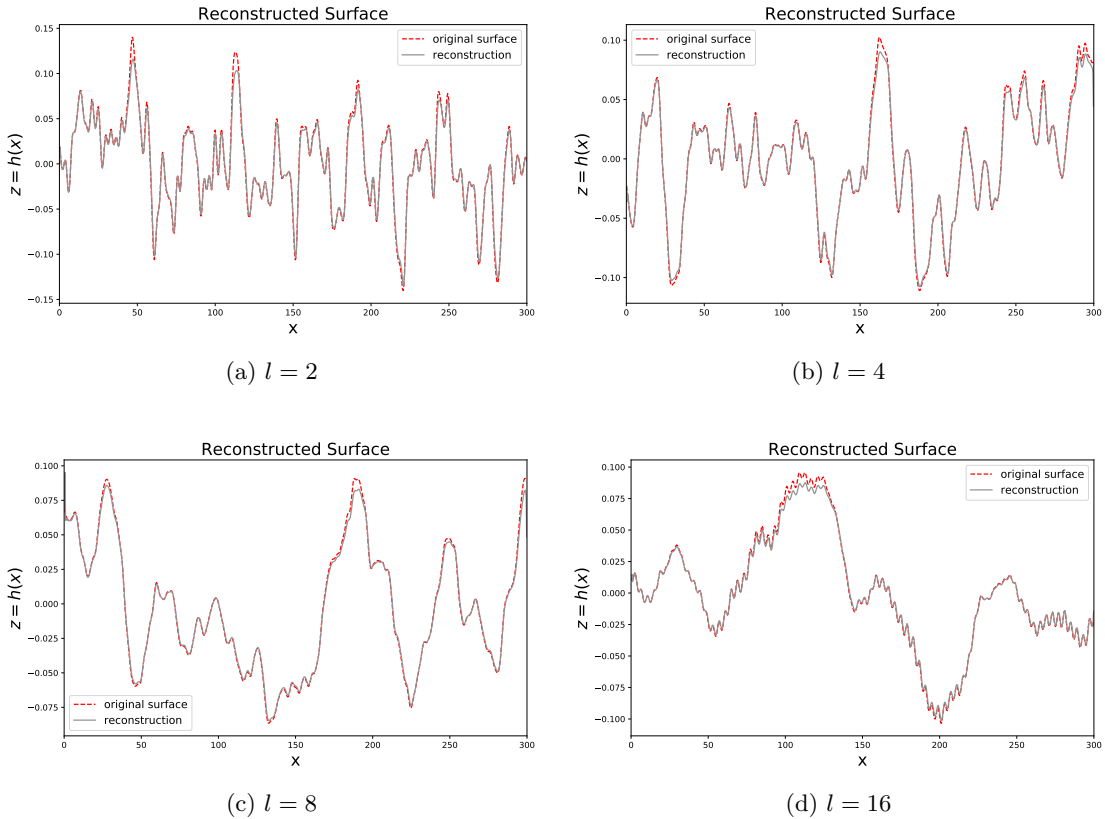 Reconstructed Surface
original surface
reconstruction
z = h(x)
0.15
0.10
0.05
0.00
−0.05
−0.10
−0.15
0 50 100 150 200 250 300
x
(a) l = 2
Reconstructed Surface
original surface
reconstruction
z = h(x)
0.10
0.05
0.00
−0.05
−0.10
0 50 100 150 200 250 300
x
(b) l = 4
Reconstructed Surface
z = h(x)
0.100
0.075
0.050
0.025
0.000
−0.025
−0.050
−0.075
original surface
reconstruction
0 50 100 150 200 250 300
x
(c) l = 8
Reconstructed Surface
original surface
reconstruction
z = h(x)
0.100
0.075
0.050
0.025
0.000
−0.025
−0.050
−0.075
−0.100
0 50 100 150 200 250 300
x
(d) l = 16